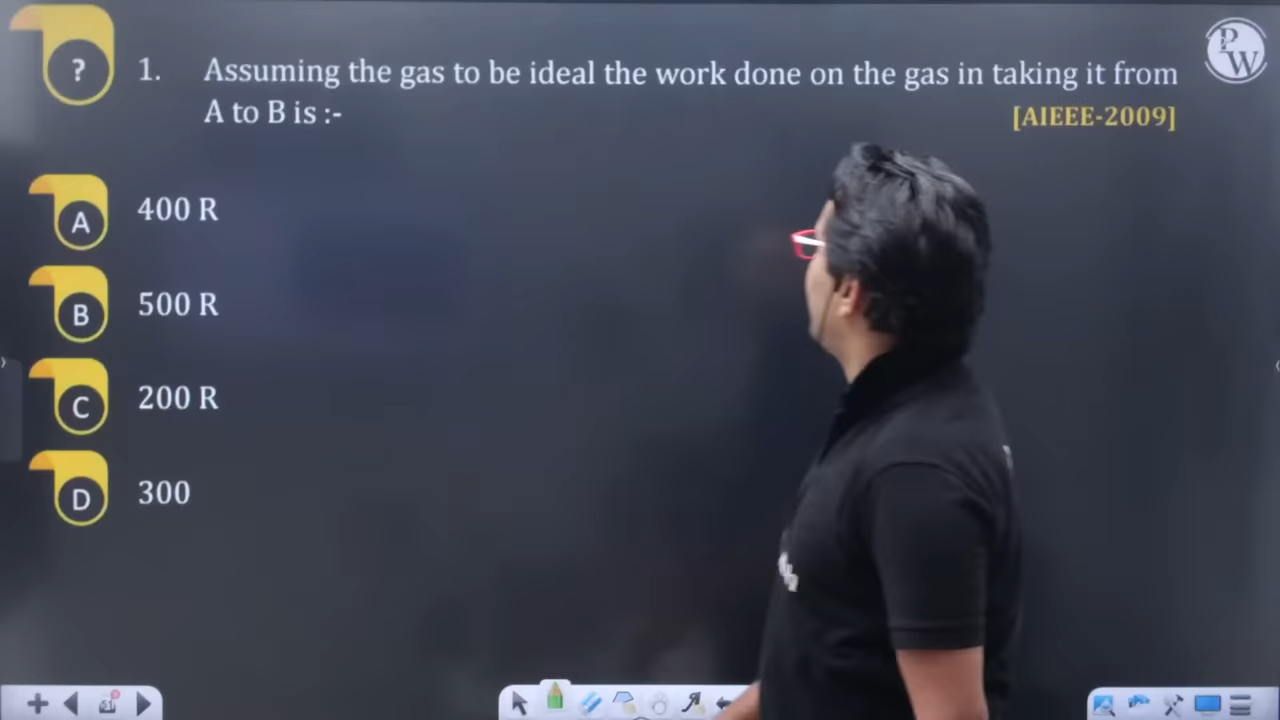 PW
? 1. Assuming the gas to be ideal the work done on the gas in taking it from
A to B is :-
[AIEEE-2009]
A 400 R
B 500 R
C 200 R
D 300